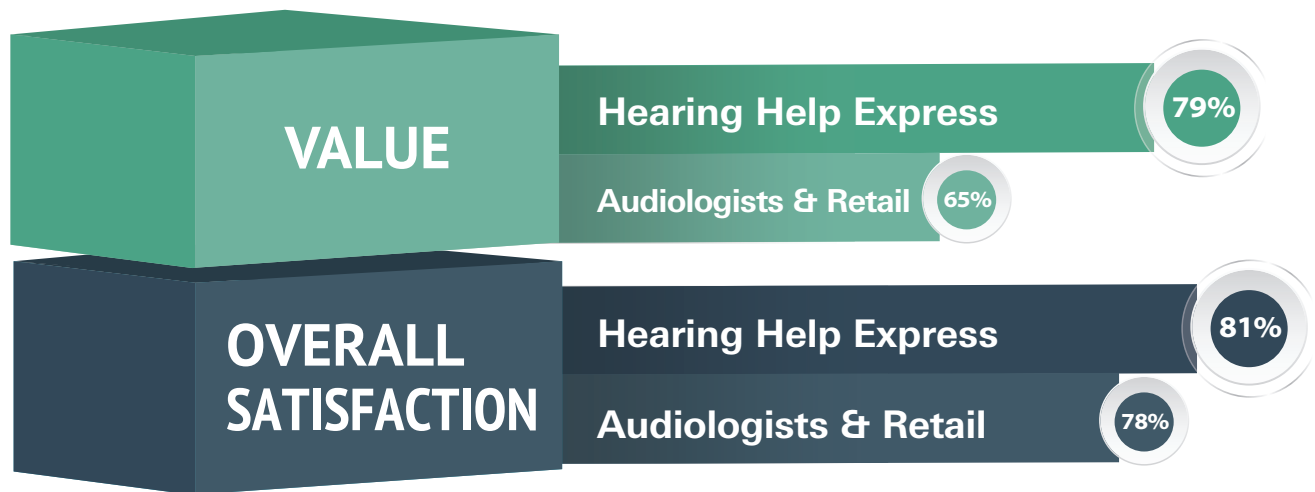 VALUE
Hearing Help Express
79%
Audiologists & Retail
65%
OVERALL
SATISFACTION
Hearing Help Express
81%
Audiologists & Retail
78%